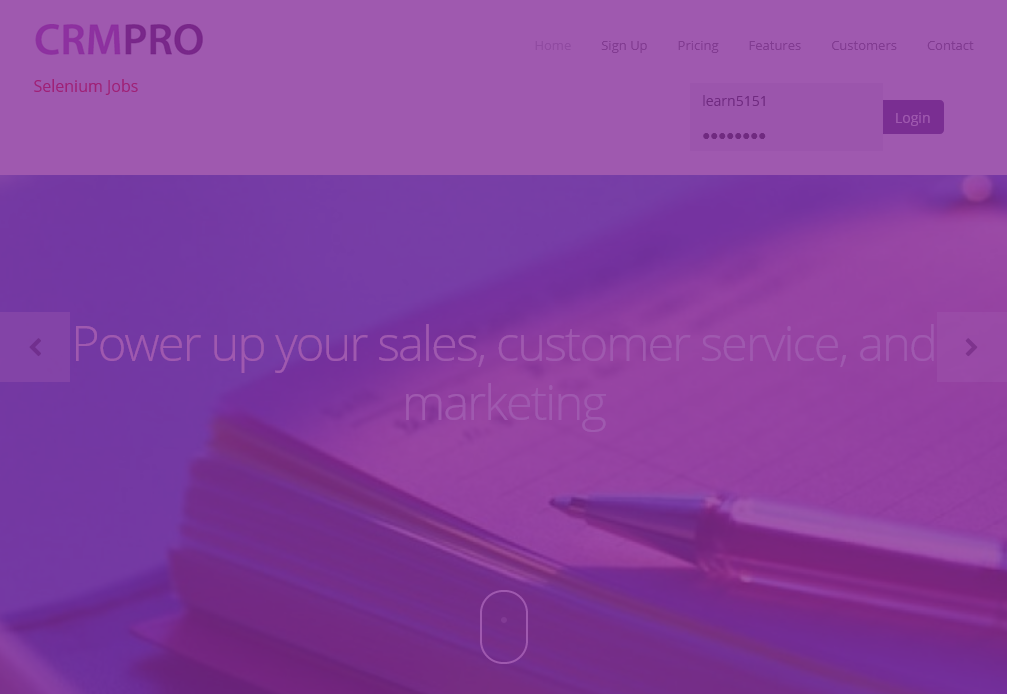 CRMPRO
Home Sign Up Pricing Features Customers Contact
Selenium Jobs
learn5151
••••••••
Login
Power up your sales, customer service, and
marketing